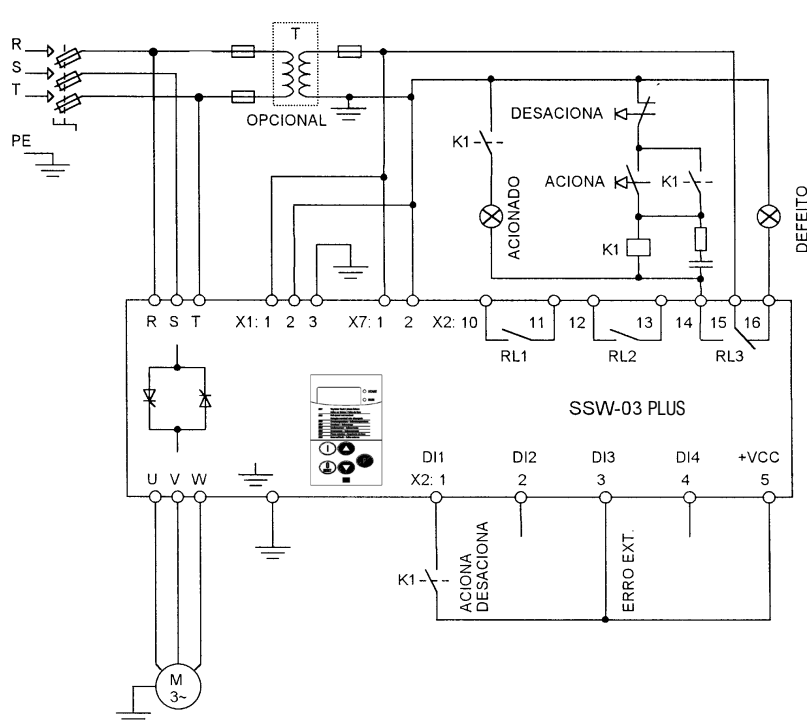 R
S
T
PE
T
OPCIONAL
DESACIONA
K1
ACIONA
K1
K1
ACIONADO
DEFEITO
R S T X1: 1 2 3 X7: 1 2 X2: 10 11 12 13 14 15 16
RL1 RL2 RL3
SSW-03 PLUS
DI1 DI2 DI3 DI4 +VCC
U V W X2: 1 2 3 4 5
K1
ACIONA
DESACIONA
ERRO EXT.
M
3~